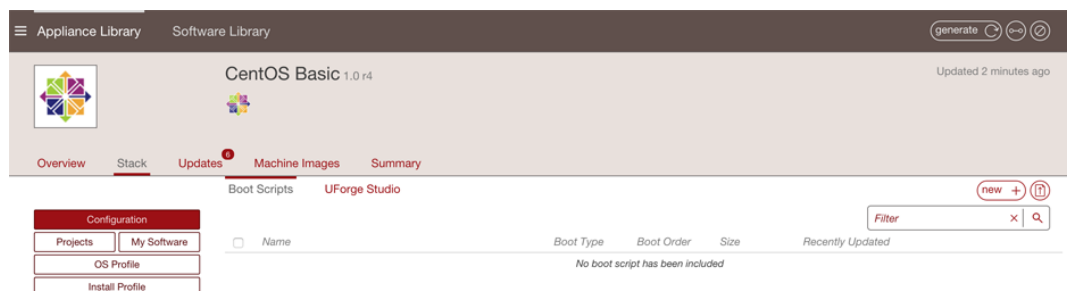 Appliance Library Software Library generate
CentOS Basic 1.0 r4 Updated 2 minutes ago
Overview Stack Updates 6 Machine Images Summary
Boot Scripts UForge Studio new +
Configuration Filter
Projects My Software Name Boot Type Boot Order Size Recently Updated
OS Profile No boot script has been included
Install Profile